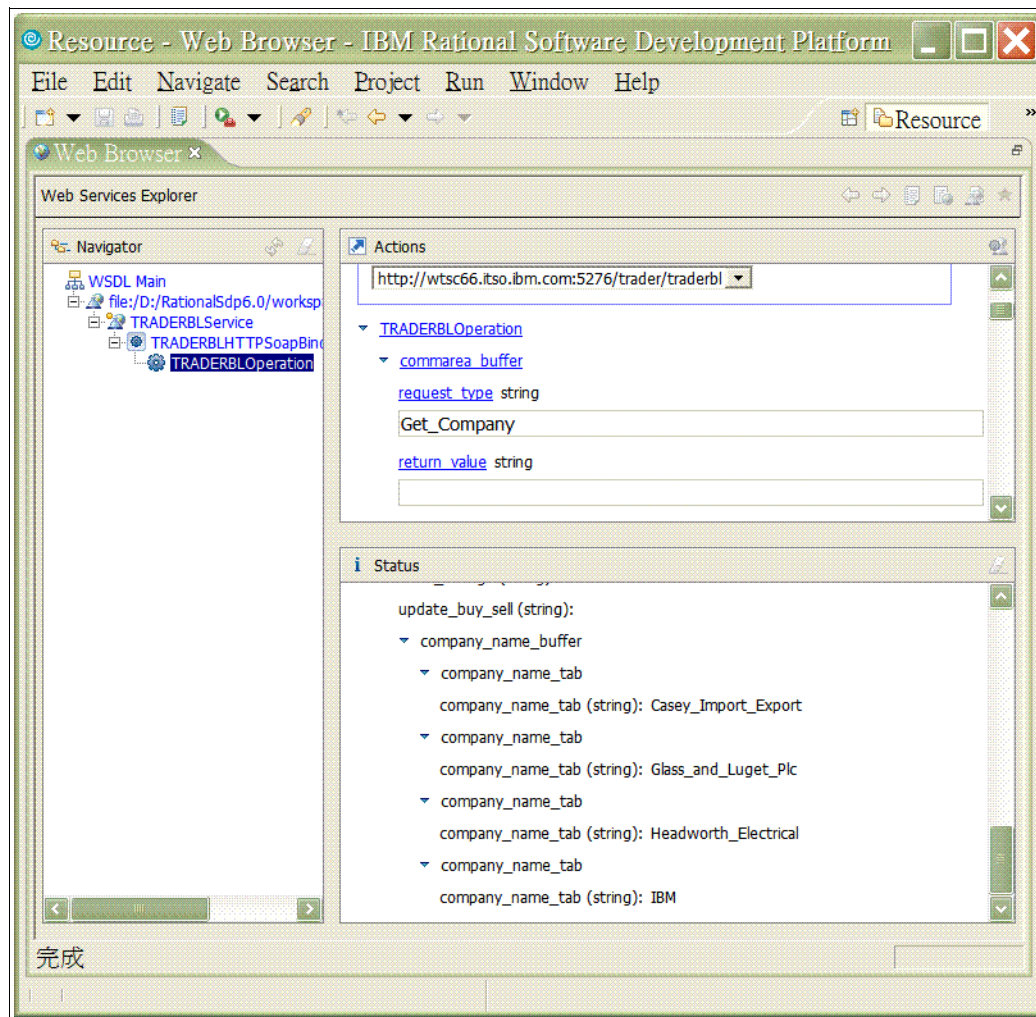 Resource - Web Browser - IBM Rational Software Development Platform
File Edit Navigate Search Project Run Window Help
Resource
Web Browser
Web Services Explorer
Navigator
WSDL Main
file:/D:/RationalSdp6.0/worksp
TRADERBLService
TRADERBLHTTPSoapBind
TRADERBLOperation
Actions
http://wtsc66.itso.ibm.com:5276/trader/traderbl
TRADERBLOperation
commarea_buffer
request_type string
Get_Company
return_value string
Status
update_buy_sell (string):
company_name_buffer
company_name_tab
company_name_tab (string): Casey_Import_Export
company_name_tab
company_name_tab (string): Glass_and_Luget_Plc
company_name_tab
company_name_tab (string): Headworth_Electrical
company_name_tab
company_name_tab (string): IBM
完成